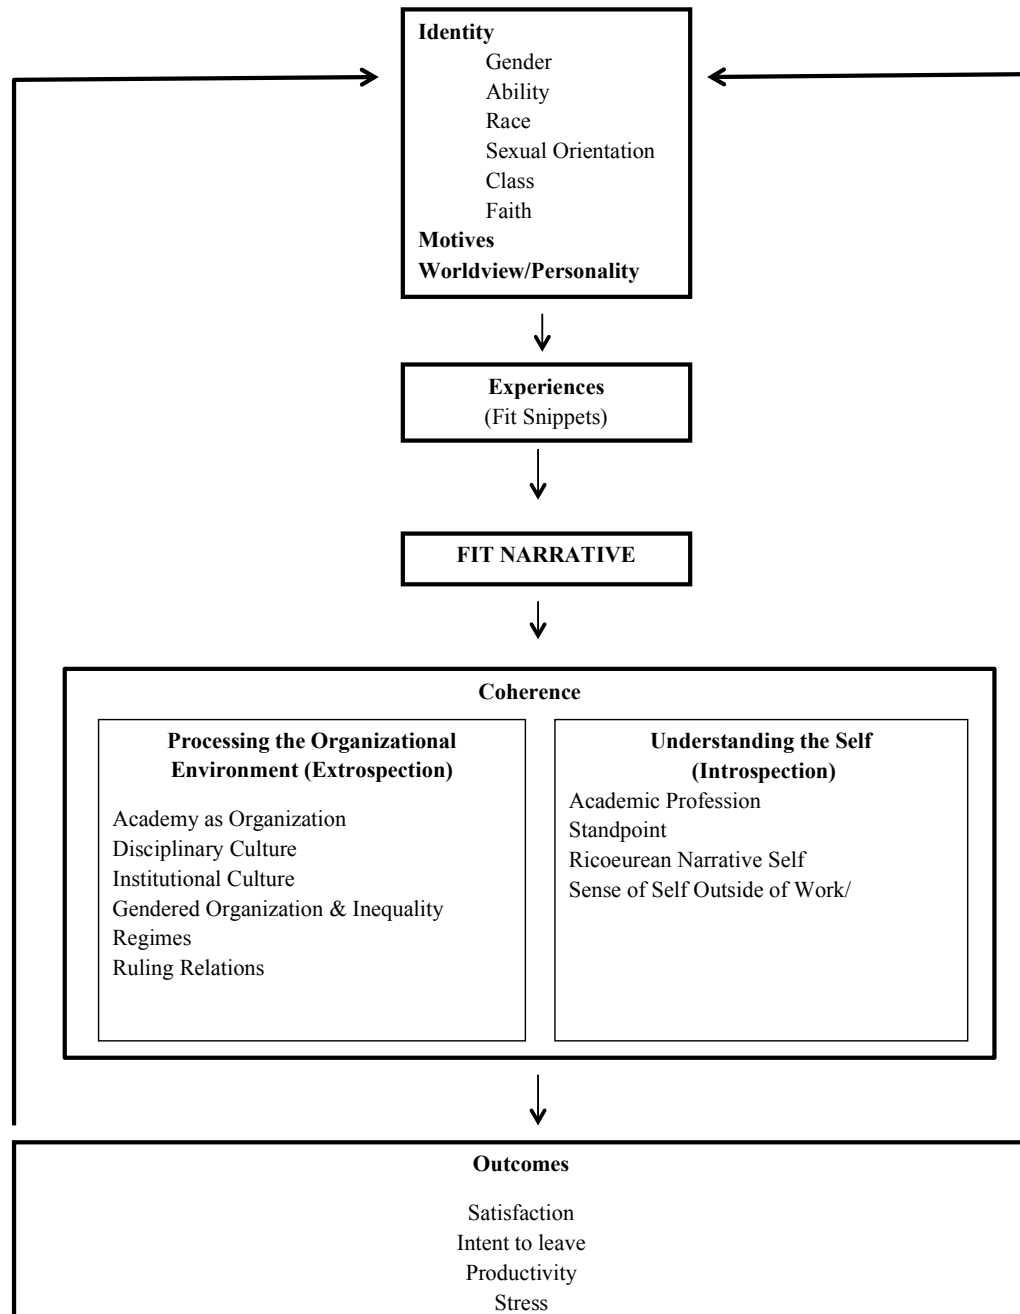 Identity
Gender
Ability
Race
Sexual Orientation
Class
Faith
Motives
Worldview/Personality
Experiences
(Fit Snippets)
FIT NARRATIVE
Coherence
Processing the Organizational
Environment (Extrospection)
Academy as Organization
Disciplinary Culture
Institutional Culture
Gendered Organization & Inequality
Regimes
Ruling Relations
Understanding the Self
(Introspection)
Academic Profession
Standpoint
Ricoeurean Narrative Self
Sense of Self Outside of Work/
Outcomes
Satisfaction
Intent to leave
Productivity
Stress